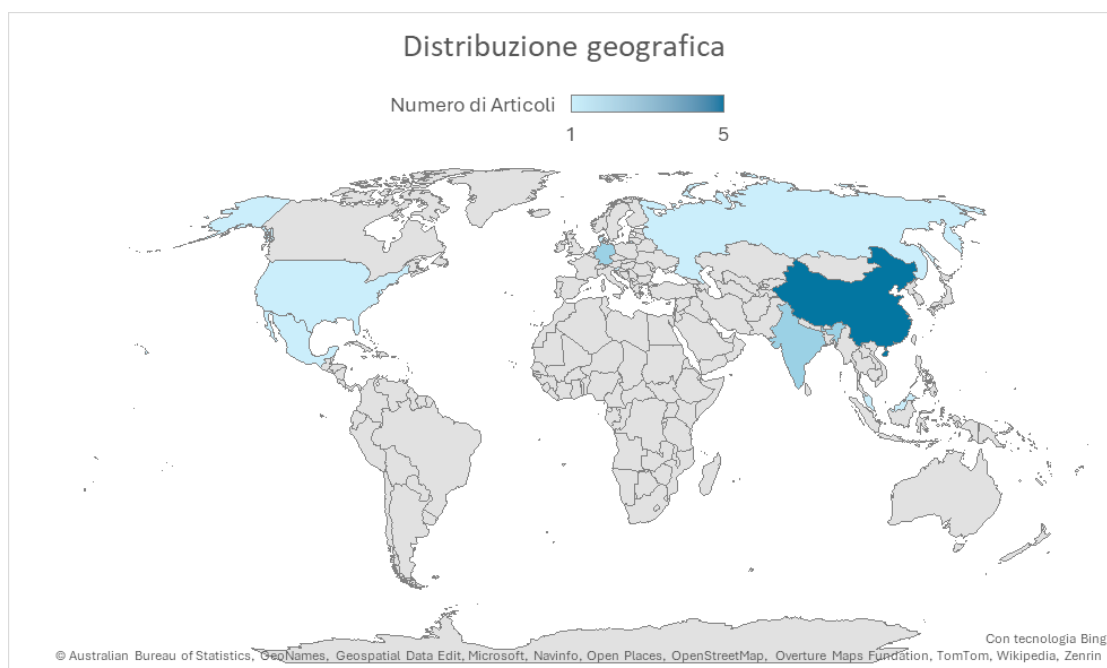 Distribuzione geografica
Numero di Articoli
1 5
Con tecnologia Bing
© Australian Bureau of Statistics, GeoNames, Geospatial Data Edit, Microsoft, Navinfo, Open Places, OpenStreetMap, Overture Maps Fundation, TomTom, Wikipedia, Zenrin